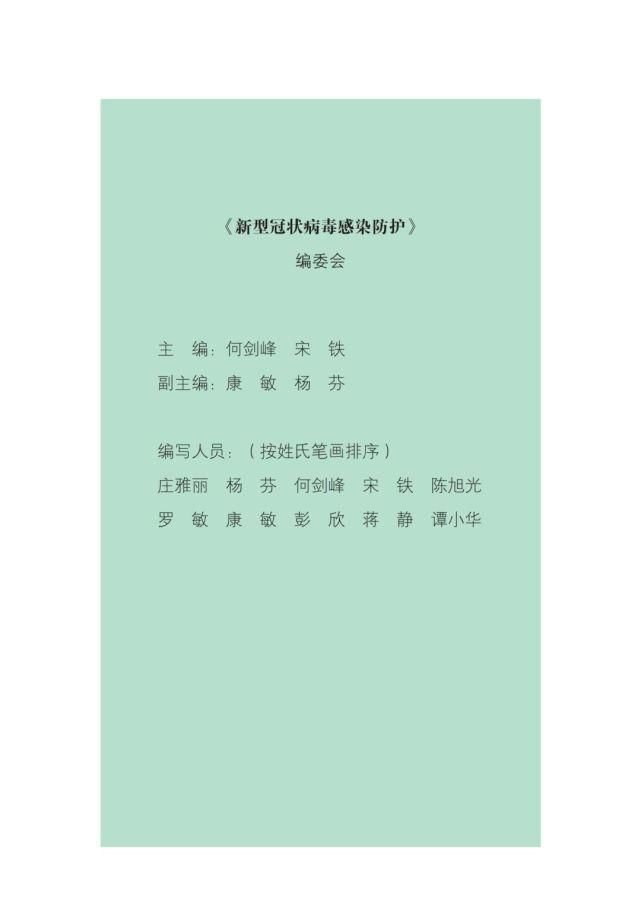 《新型冠状病毒感染防护》
编委会
主　编：何剑峰　宋　铁
副主编：康　敏　杨　芬
编写人员：（按姓氏笔画排序）
庄雅丽　杨　芬　何剑峰　宋　铁　陈旭光
罗　敏　康　敏　彭　欣　蒋　静　谭小华